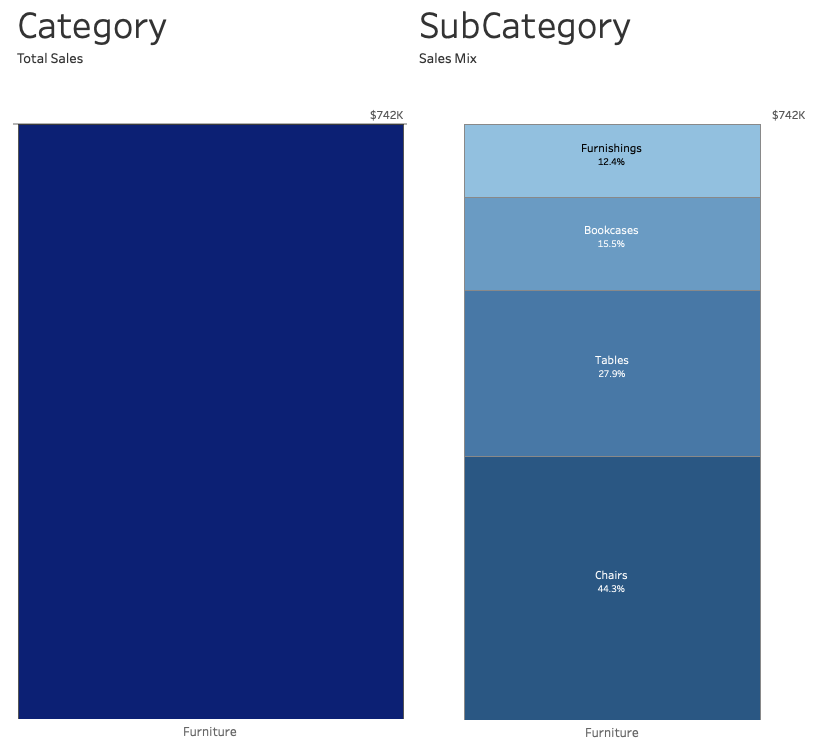 Category
Total Sales
$742K
Furniture
SubCategory
Sales Mix
$742K
Furnishings
12.4%
Bookcases
15.5%
Tables
27.9%
Chairs
44.3%
Furniture